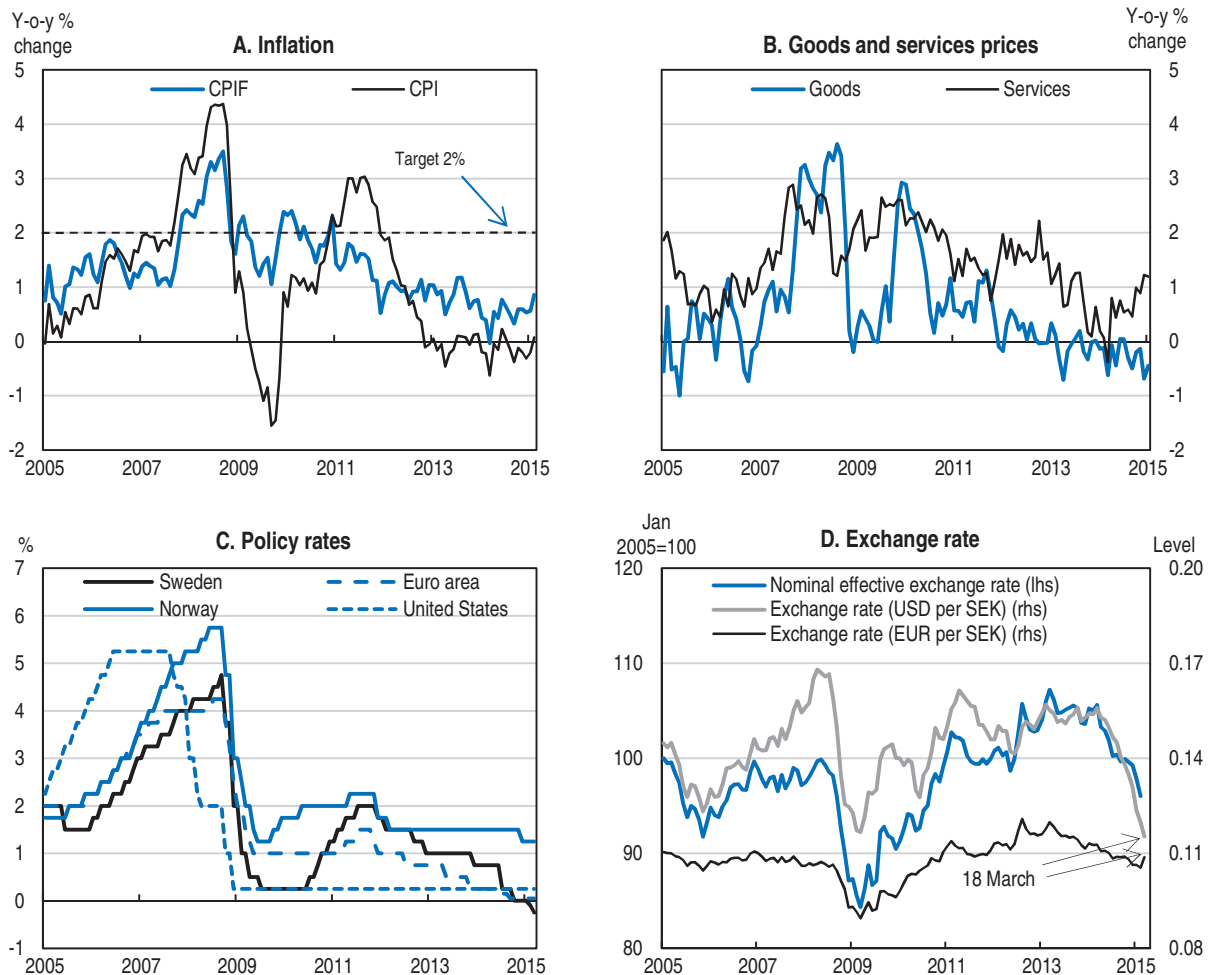 Y-o-y %
change
A. Inflation
CPIF
CPI
Target 2%
5
4
3
2
1
0
-1
-2
2005
2007
2009
2011
2013
2015
B. Goods and services prices
Y-o-y %
change
Goods
Services
5
4
3
2
1
0
-1
-2
2005
2007
2009
2011
2013
2015
%
C. Policy rates
Sweden
Euro area
Norway
United States
7
6
5
4
3
2
1
0
-1
2005
2007
2009
2011
2013
2015
Jan
2005=100
D. Exchange rate
Level
Nominal effective exchange rate (lhs)
Exchange rate (USD per SEK) (rhs)
Exchange rate (EUR per SEK) (rhs)
18 March
120
110
100
90
80
0.20
0.17
0.14
0.11
0.08
2005
2007
2009
2011
2013
2015